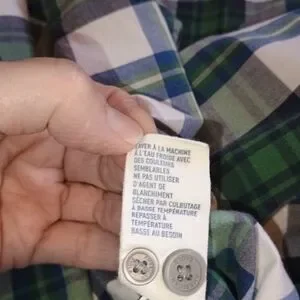 LAVER À LA MACHINE
À L'EAU FROIDE AVEC
DES COULEURS
SEMBLABLES
NE PAS UTILISER
D'AGENT DE
BLANCHIMENT
SÉCHER PAR CULBUTAGE
À BASSE TEMPÉRATURE
REPASSER À
TEMPÉRATURE
BASSE AU BESOIN